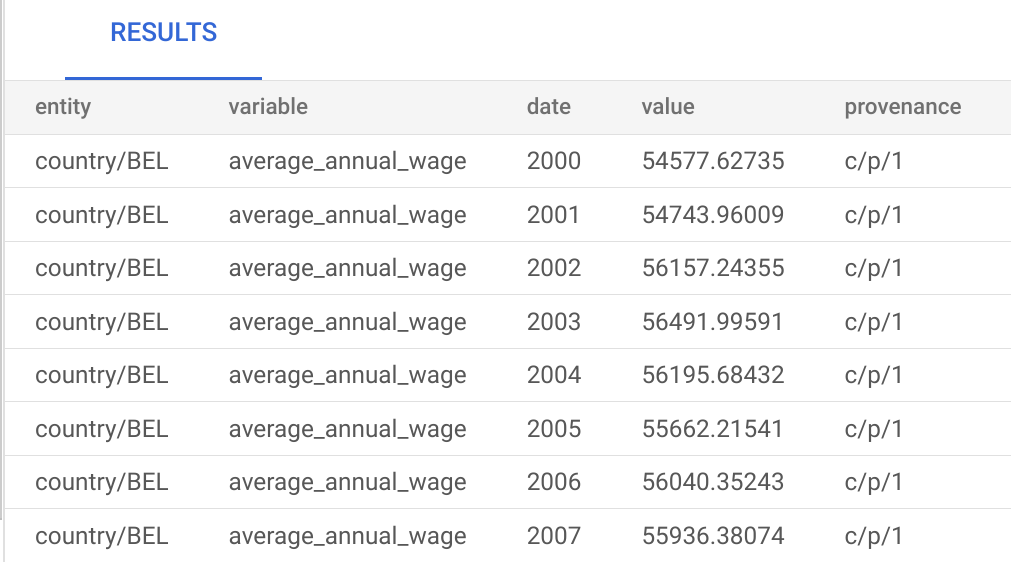 RESULTS
entity variable date value provenance
country/BEL average_annual_wage 2000 54577.62735 c/p/1
country/BEL average_annual_wage 2001 54743.96009 c/p/1
country/BEL average_annual_wage 2002 56157.24355 c/p/1
country/BEL average_annual_wage 2003 56491.99591 c/p/1
country/BEL average_annual_wage 2004 56195.68432 c/p/1
country/BEL average_annual_wage 2005 55662.21541 c/p/1
country/BEL average_annual_wage 2006 56040.35243 c/p/1
country/BEL average_annual_wage 2007 55936.38074 c/p/1